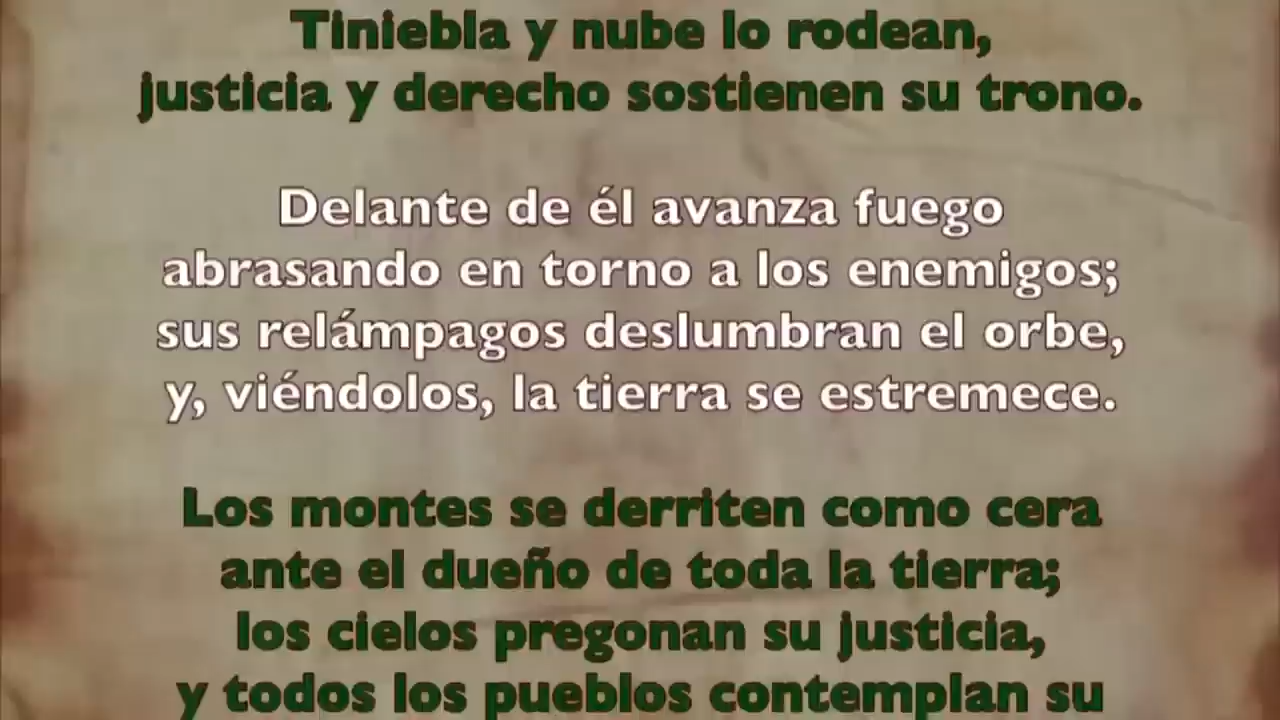 Tiniebla y nube lo rodean,
justicia y derecho sostienen su trono.
Delante de él avanza fuego
abrasando en torno a los enemigos;
sus relámpagos deslumbran el orbe,
y, viéndolos, la tierra se estremece.
Los montes se derriten como cera
ante el dueño de toda la tierra;
los cielos pregonan su justicia,
y todos los pueblos contemplan su